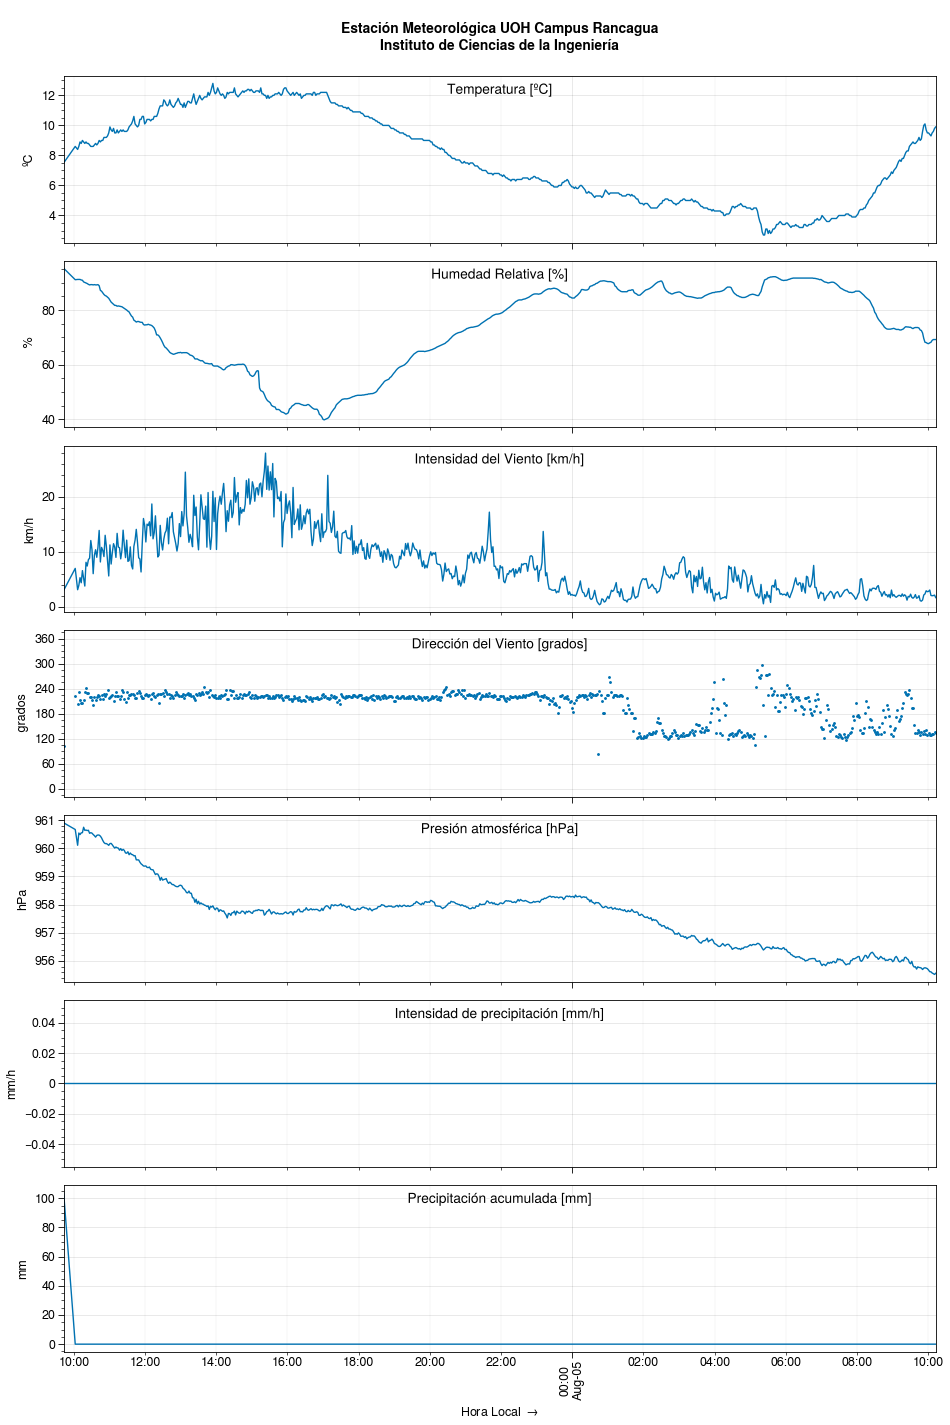 Estación Meteorológica UOH Campus Rancagua
Instituto de Ciencias de la Ingeniería
Temperatura [ºC]
ºC
12
10
8
6
4
Humedad Relativa [%]
%
80
60
40
Intensidad del Viento [km/h]
km/h
20
10
0
Dirección del Viento [grados]
grados
360
300
240
180
120
60
0
Presión atmosférica [hPa]
hPa
961
960
959
958
957
956
Intensidad de precipitación [mm/h]
mm/h
0.04
0.02
0
−0.02
−0.04
Precipitación acumulada [mm]
mm
100
80
60
40
20
0
10:00 12:00 14:00 16:00 18:00 20:00 22:00 00:00 02:00 04:00 06:00 08:00 10:00
Aug-05
Hora Local →